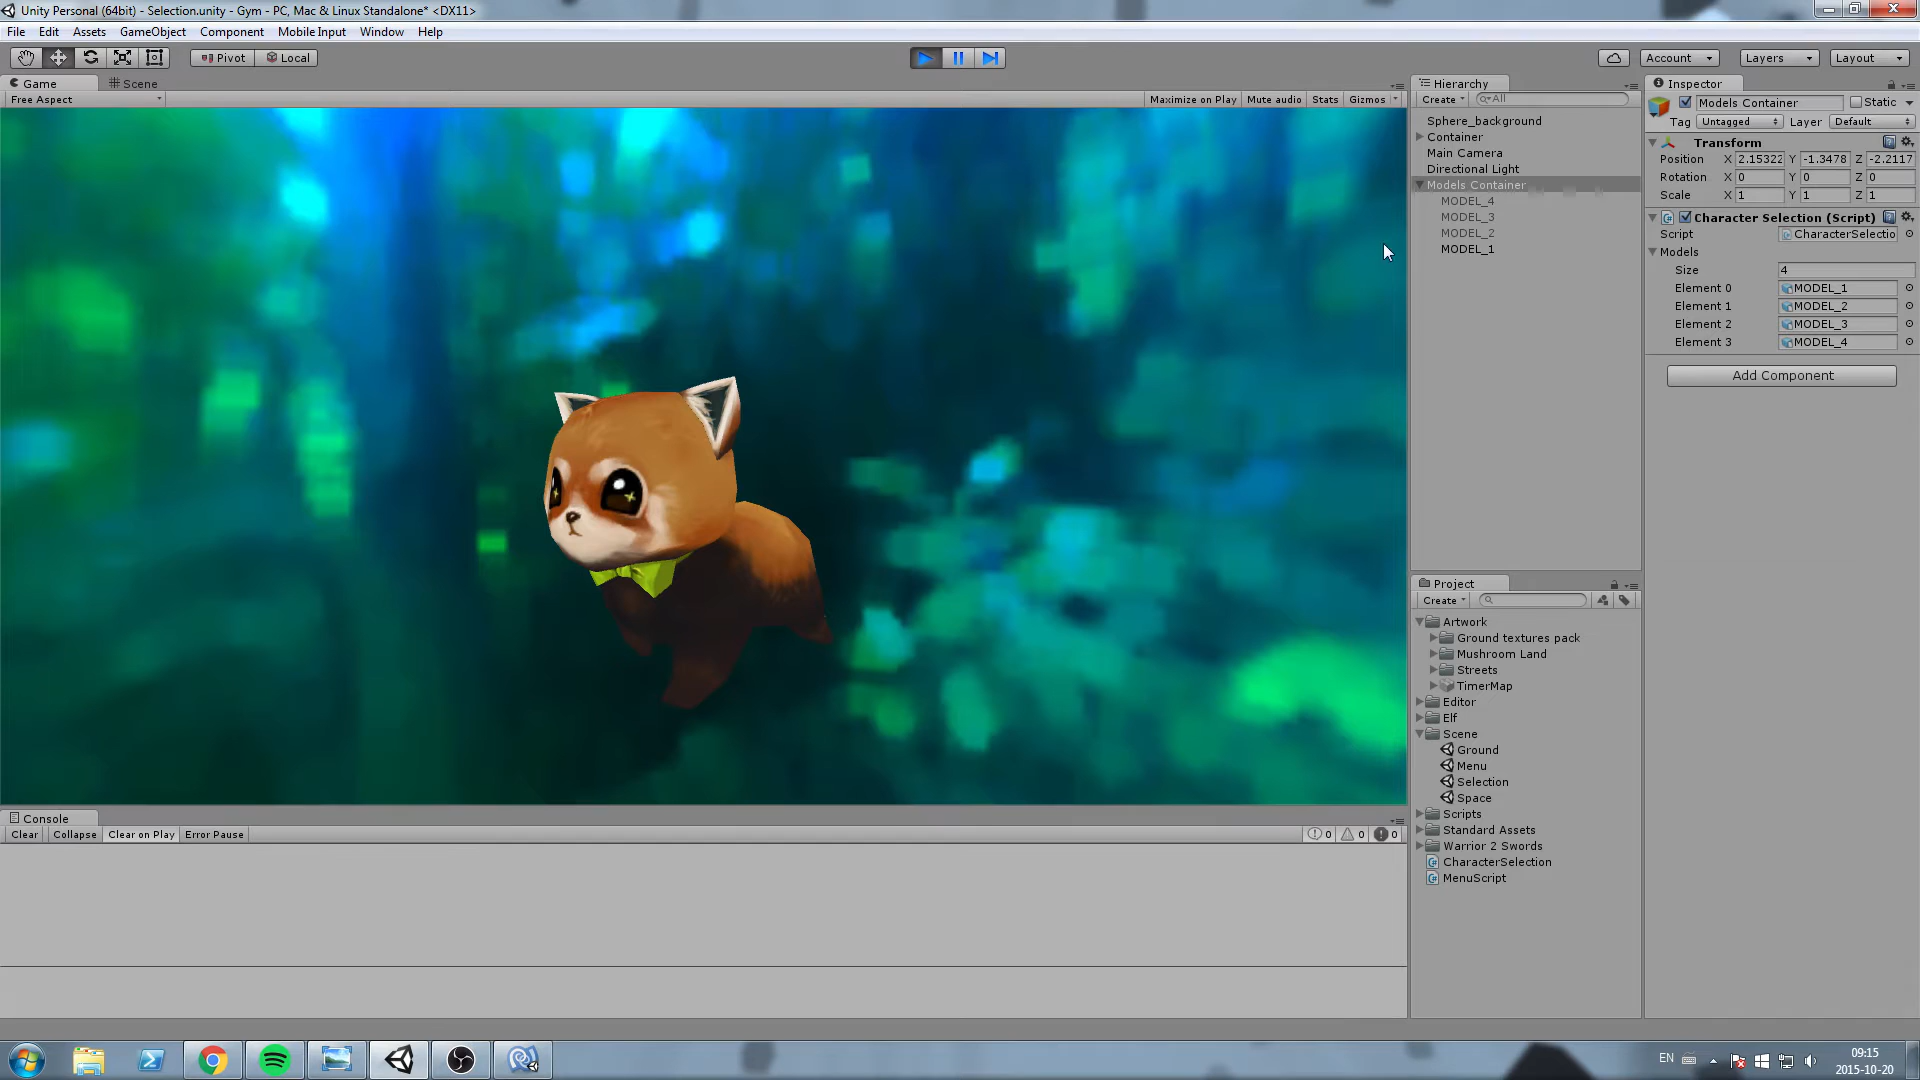 Unity Personal (64bit) - Selection.unity - Gym - PC, Mac & Linux Standalone* <DX11>
File Edit Assets GameObject Component Mobile Input Window Help
Pivot Local Account Layers Layout
Game Scene
Free Aspect Maximize on Play Mute audio Stats Gizmos
Hierarchy
Create All
Sphere_background
Container
Main Camera
Directional Light
Models Container
MODEL_4
MODEL_3
MODEL_2
MODEL_1
Inspector
Models Container Static
Tag Untagged Layer Default
Transform
Position X 2.15322 Y -1.3478 Z -2.2117
Rotation X 0 Y 0 Z 0
Scale X 1 Y 1 Z 1
Character Selection (Script)
Script CharacterSelectio
Models
Size 4
Element 0 MODEL_1
Element 1 MODEL_2
Element 2 MODEL_3
Element 3 MODEL_4
Add Component
Project
Create
Artwork
Ground textures pack
Mushroom Land
Streets
TimerMap
Editor
Elf
Scene
Ground
Menu
Selection
Space
Scripts
Standard Assets
Warrior 2 Swords
CharacterSelection
MenuScript
Console
Clear Collapse Clear on Play Error Pause 0 0 0
EN 09:15
2015-10-20